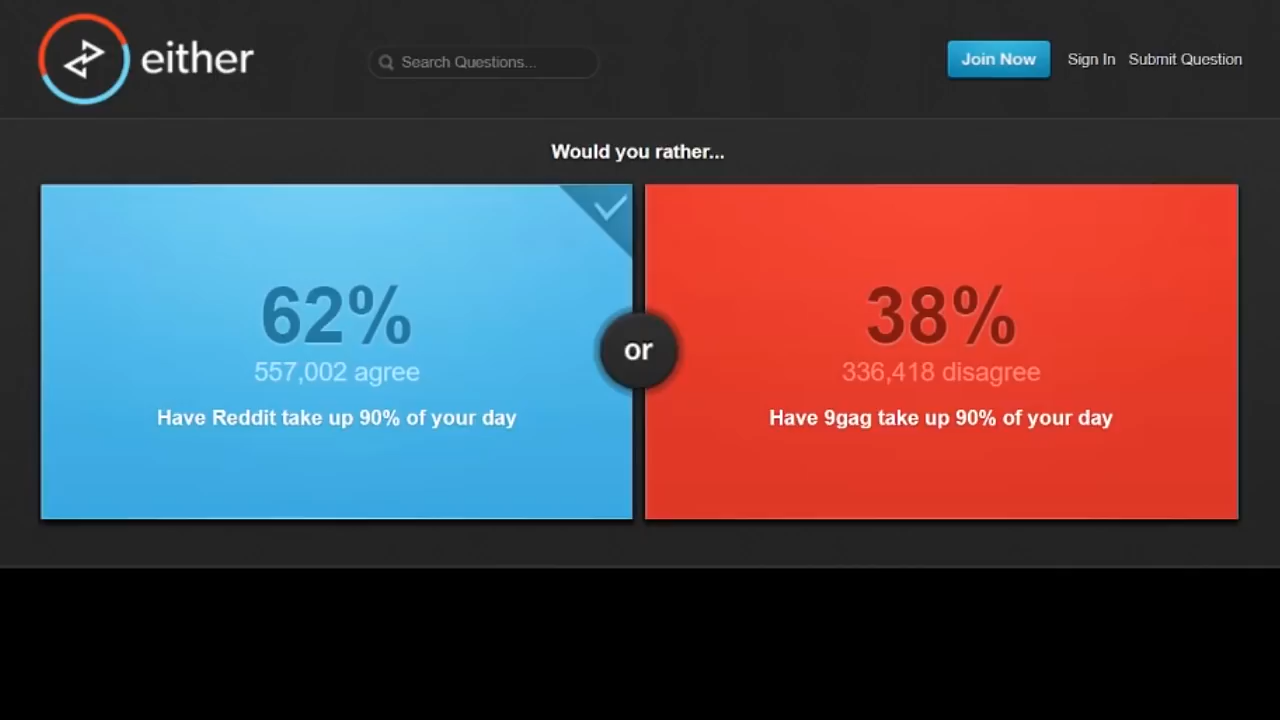 either
Search Questions...
Join Now
Sign In
Submit Question
Would you rather...
62%
557,002 agree
Have Reddit take up 90% of your day
or
38%
336,418 disagree
Have 9gag take up 90% of your day